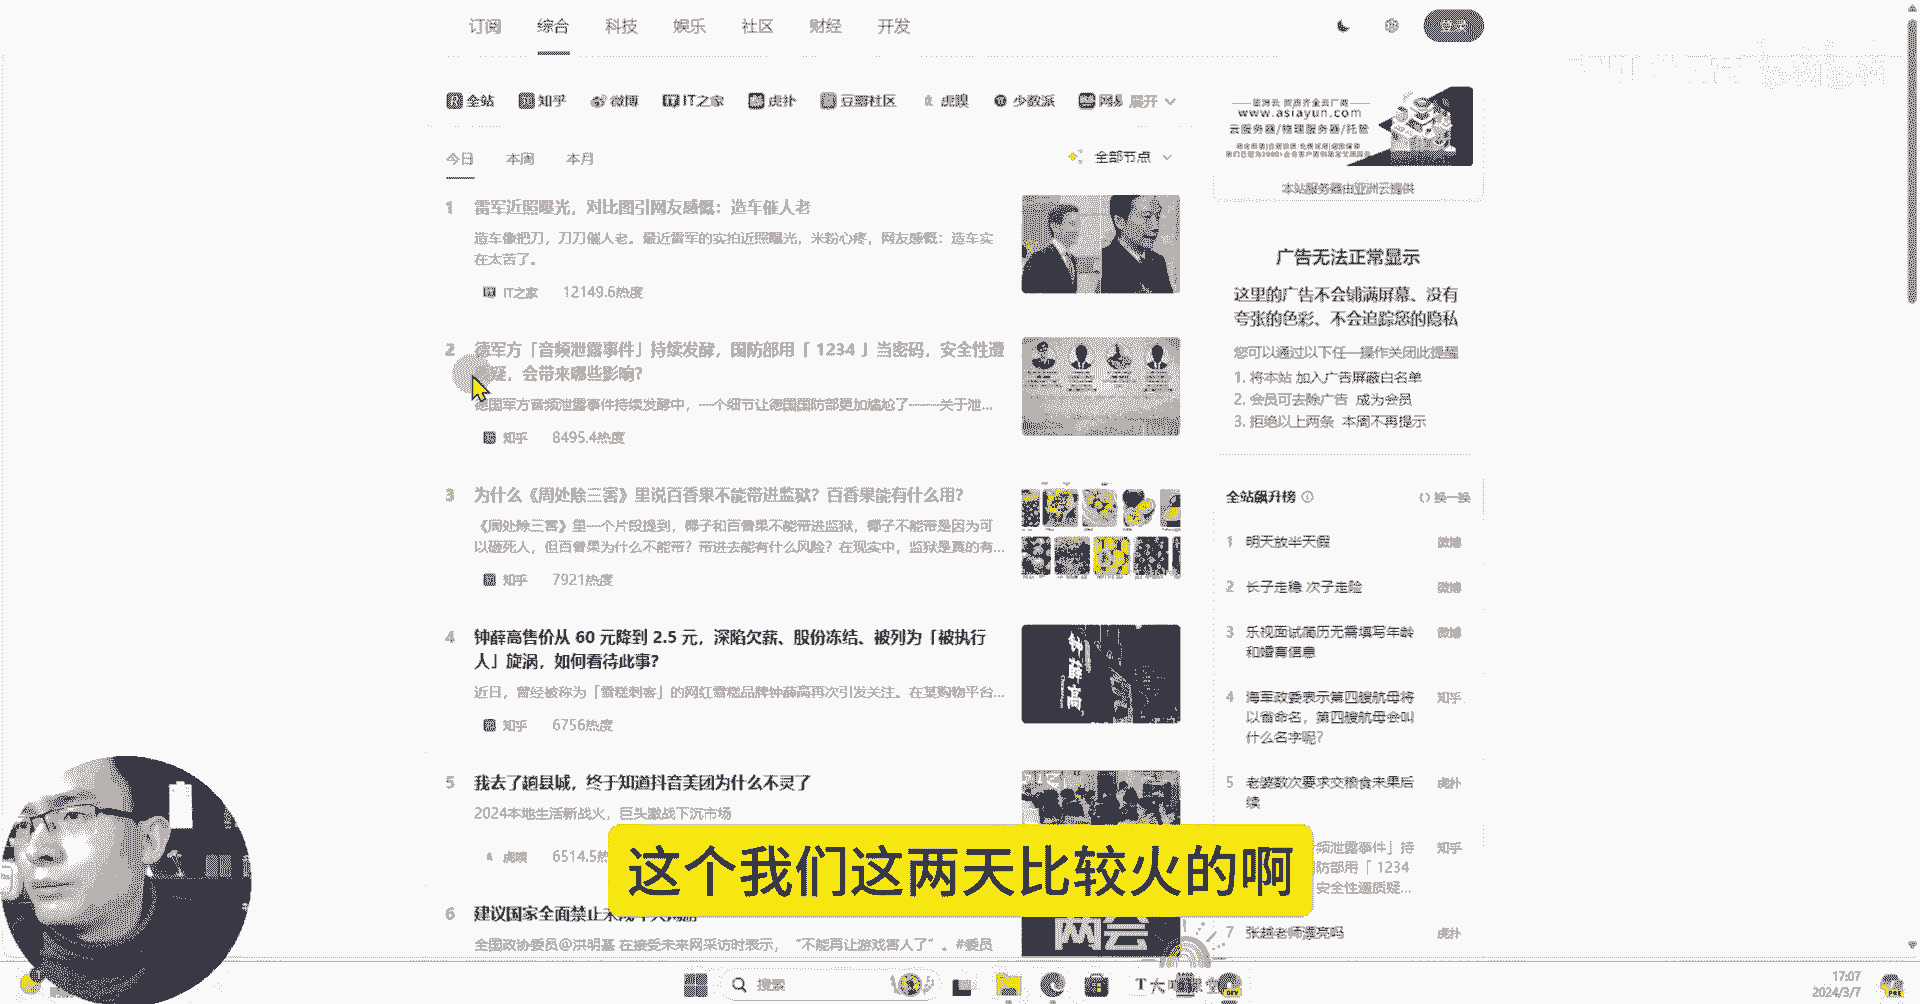 订阅 综合 科技 娱乐 社区 财经 开发
登录
全站 知乎 微博 IT之家 虎扑 豆瓣社区 虎嗅 少数派 网易 展开
今日 本周 本月
全部节点
1 雷军近照曝光，对比图引网友感慨：造车催人老
造车像把刀，刀刀催人老。最近雷军的实拍近照曝光，米粉心疼，网友感慨：造车实
在太苦了。
IT之家 12149.6热度
2 德军方「音频泄露事件」持续发酵，国防部用「 1234 」当密码，安全性遭
疑，会带来哪些影响？
德国军方音频泄露事件持续发酵中，一个细节让德国国防部更加尴尬了——关于泄...
知乎 8495.4热度
3 为什么《周处除三害》里说百香果不能带进监狱？百香果能有什么用？
《周处除三害》里一个片段提到，椰子和百香果不能带进监狱，椰子不能带是因为可
以砸死人，但百香果为什么不能带？带进去能有什么风险？在现实中，监狱是真的有...
知乎 7921热度
4 钟薛高售价从 60 元降到 2.5 元，深陷欠薪、股份冻结、被列为「被执行
人」旋涡，如何看待此事？
近日，曾经被称为「雪糕刺客」的网红雪糕品牌钟薛高再次引发关注。在某购物平台...
知乎 6756热度
钟薛高
5 我去了趟县城，终于知道抖音美团为什么不灵了
2024本地生活新战火，巨头激战下沉市场
虎嗅 6514.5热
6 建议国家全面禁止未成年人网游
全国政协委员@洪明基 在接受未来网采访时表示，“不能再让游戏害人了”。#委员
两会
www.asiayun.com
云服务器/物理服务器/托管
本站服务器由亚洲云提供
广告无法正常显示
这里的广告不会铺满屏幕、没有
夸张的色彩、不会追踪您的隐私
您可以通过以下任一操作关闭此提醒
1. 将本站 加入广告屏蔽白名单
2. 会员可去除广告 成为会员
3. 拒绝以上两条 本周不再提示
全站飙升榜 换一换
1 明天放半天假 微博
2 长子走稳 次子走险 微博
3 乐视面试简历无需填写年龄 微博
和婚育信息
4 海军政委表示第四艘航母将 知乎
以省命名，第四艘航母会叫
什么名字呢？
5 老婆数次要求交粮食未果后 虎扑
续
频泄露事件」持 知乎
防部用「 1234
安全性遭质疑...
7 张越老师漂亮吗 虎扑
这个我们这两天比较火的啊
搜索
17:07
2024/3/7